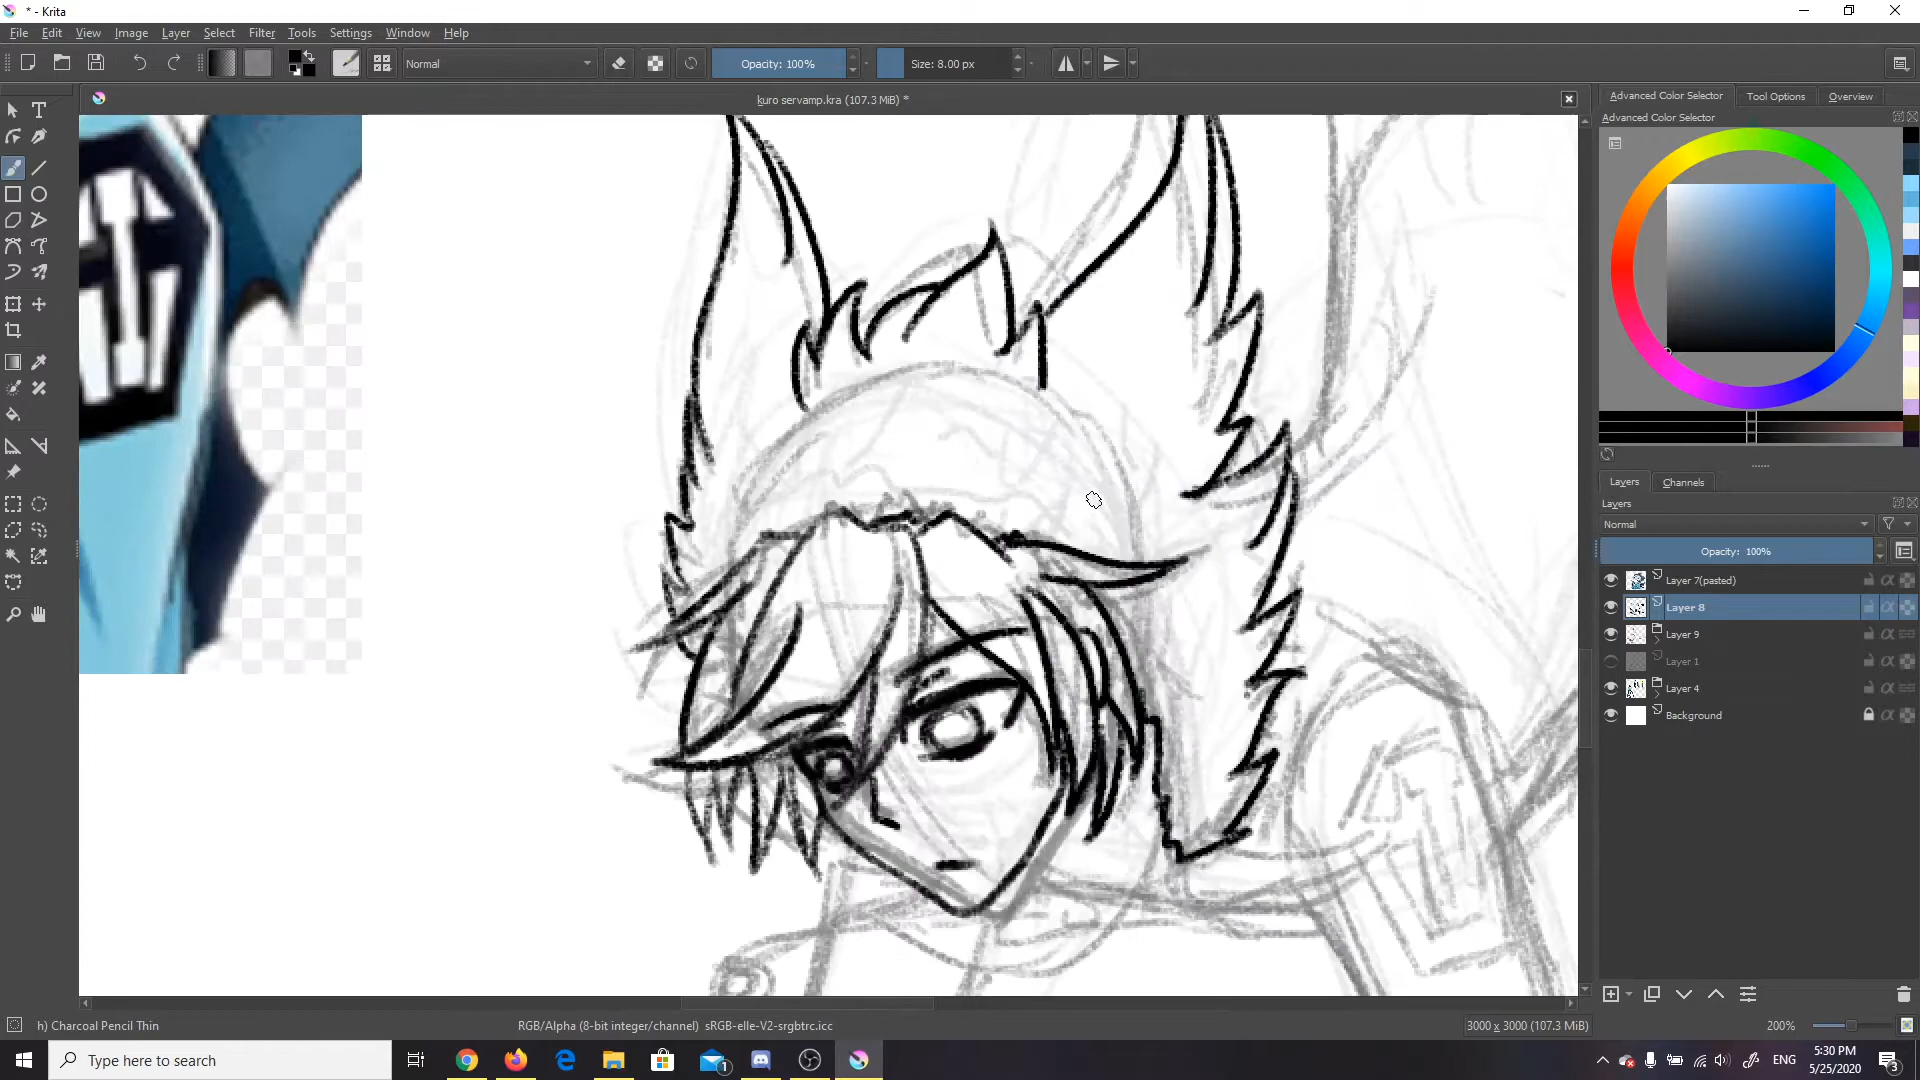 * - Krita
File Edit View Image Layer Select Filter Tools Settings Window Help
Normal
Opacity: 100%
Size: 8.00 px
kuro servamp.kra (107.3 MiB) *
Advanced Color Selector
Tool Options
Overview
Advanced Color Selector
Layers
Channels
Layers
Normal
Opacity: 100%
Layer 7(pasted)
Layer 8
Layer 9
Layer 1
Layer 4
Background
h) Charcoal Pencil Thin
RGB/Alpha (8-bit integer/channel) sRGB-elle-V2-srgbtrc.icc
3000 x 3000 (107.3 MiB)
200%
Type here to search
1
ENG
5:30 PM
5/25/2020
3